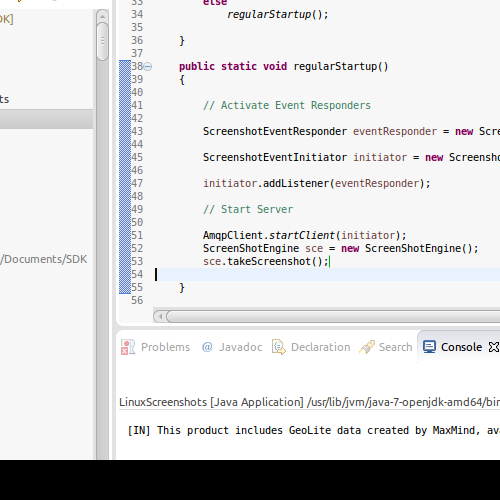 33 else
DK]
34 regularStartup();
35
36 }
37
38 public static void regularStartup()
39 {
40
ts
41 // Activate Event Responders
42
43 ScreenshotEventResponder eventResponder = new Scre
44
45 ScreenshotEventInitiator initiator = new Screensho
46
47 initiator.addListener(eventResponder);
48
49 // Start Server
50
51 AmqpClient.startClient(initiator);
52 ScreenShotEngine sce = new ScreenShotEngine();
/Documents/SDK
53 sce.takeScreenshot();
54
55 }
56
Problems @ Javadoc Declaration Search Console
LinuxScreenshots [Java Application] /usr/lib/jvm/java-7-openjdk-amd64/bin
[IN] This product includes GeoLite data created by MaxMind, ava